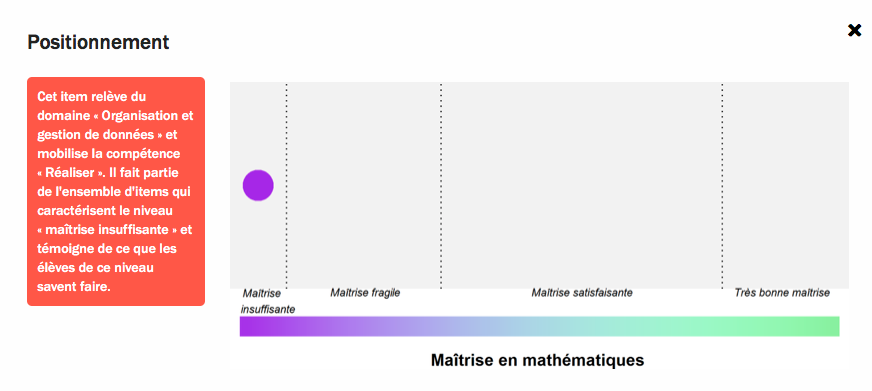 Positionnement
Cet item relève du
domaine « Organisation et
gestion de données » et
mobilise la compétence
« Réaliser ». Il fait partie
de l'ensemble d'items qui
caractérisent le niveau
« maîtrise insuffisante » et
témoigne de ce que les
élèves de ce niveau
savent faire.
Maîtrise
insuffisante
Maîtrise fragile
Maîtrise satisfaisante
Très bonne maîtrise
Maîtrise en mathématiques